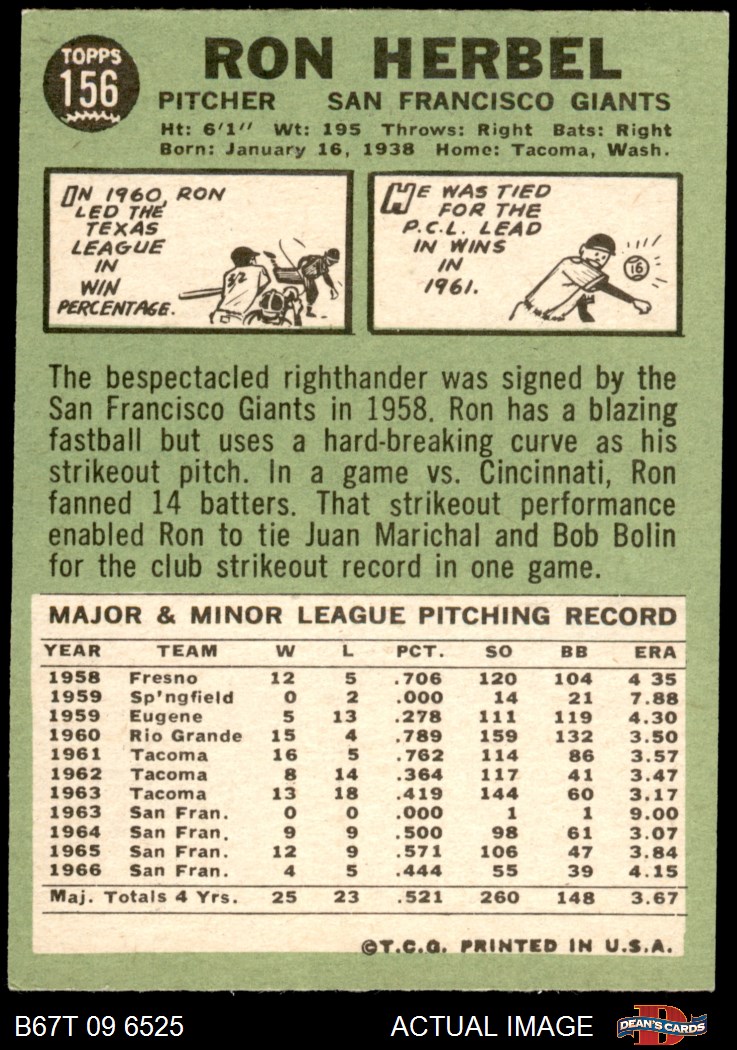 TOPPS
156
RON HERBEL
PITCHER SAN FRANCISCO GIANTS
Ht: 6'1" Wt: 195 Throws: Right Bats: Right
Born: January 16, 1938 Home: Tacoma, Wash.
IN 1960, RON
LED THE
TEXAS
LEAGUE
IN
WIN
PERCENTAGE.
32
HE WAS TIED
FOR THE
P.C.L. LEAD
IN WINS
IN
1961.
16
The bespectacled righthander was signed by the
San Francisco Giants in 1958. Ron has a blazing
fastball but uses a hard-breaking curve as his
strikeout pitch. In a game vs. Cincinnati, Ron
fanned 14 batters. That strikeout performance
enabled Ron to tie Juan Marichal and Bob Bolin
for the club strikeout record in one game.
MAJOR & MINOR LEAGUE PITCHING RECORD
YEAR TEAM W L PCT. SO BB ERA
1958 Fresno 12 5 .706 120 104 4 35
1959 Sp'ngfield 0 2 .000 14 21 7.88
1959 Eugene 5 13 .278 111 119 4.30
1960 Rio Grande 15 4 .789 159 132 3.50
1961 Tacoma 16 5 .762 114 86 3.57
1962 Tacoma 8 14 .364 117 41 3.47
1963 Tacoma 13 18 .419 144 60 3.17
1963 San Fran. 0 0 .000 1 1 9.00
1964 San Fran. 9 9 .500 98 61 3.07
1965 San Fran. 12 9 .571 106 47 3.84
1966 San Fran. 4 5 .444 55 39 4.15
Maj. Totals 4 Yrs. 25 23 .521 260 148 3.67
©T.C.G. PRINTED IN U.S.A.
B67T 09 6525 ACTUAL IMAGE D DEAN'S CARDS